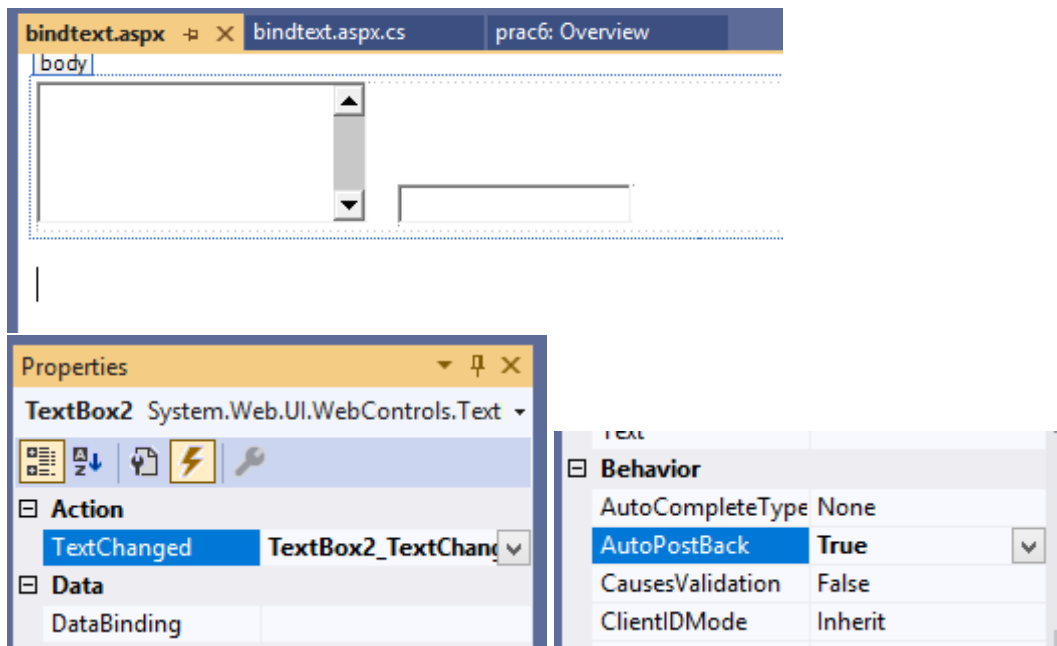 bindtext.aspx
bindtext.aspx.cs
prac6: Overview
body
Properties
TextBox2 System.Web.UI.WebControls.Text
Action
TextChanged TextBox2_TextChang
Data
DataBinding
Text
Behavior
AutoCompleteType None
AutoPostBack True
CausesValidation False
ClientIDMode Inherit